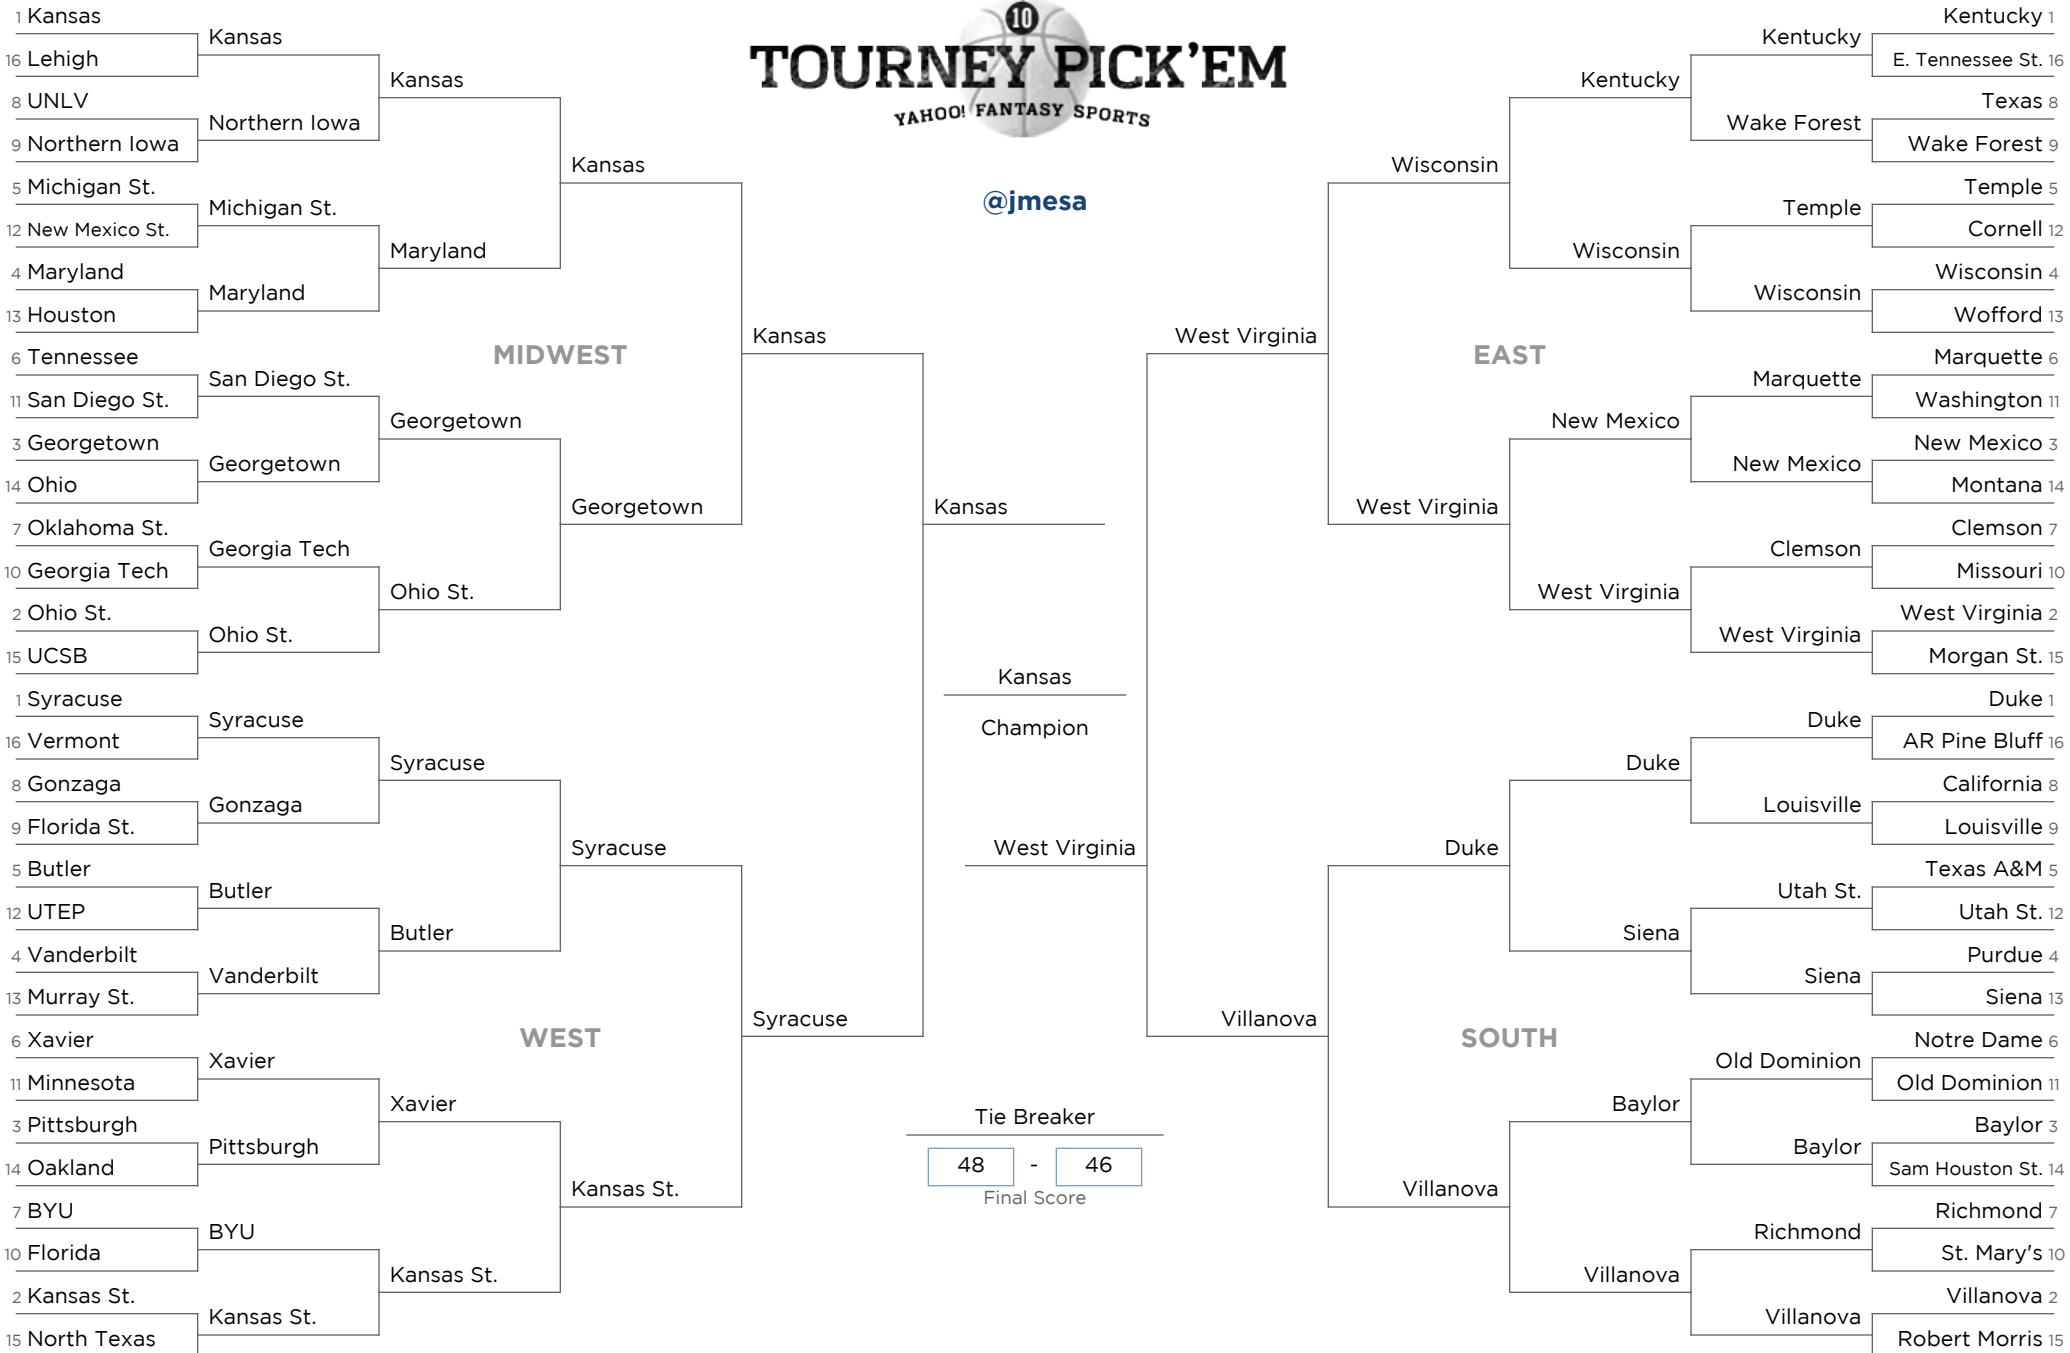 10
TOURNEY PICK'EM
YAHOO! FANTASY SPORTS
@jmesa
1 Kansas
16 Lehigh
8 UNLV
9 Northern Iowa
5 Michigan St.
12 New Mexico St.
4 Maryland
13 Houston
6 Tennessee
11 San Diego St.
3 Georgetown
14 Ohio
7 Oklahoma St.
10 Georgia Tech
2 Ohio St.
15 UCSB
Kansas
Northern Iowa
Michigan St.
Maryland
San Diego St.
Georgetown
Georgia Tech
Ohio St.
Kansas
Maryland
Georgetown
Ohio St.
Kansas
Georgetown
MIDWEST
Kansas
1 Syracuse
16 Vermont
8 Gonzaga
9 Florida St.
5 Butler
12 UTEP
4 Vanderbilt
13 Murray St.
6 Xavier
11 Minnesota
3 Pittsburgh
14 Oakland
7 BYU
10 Florida
2 Kansas St.
15 North Texas
Syracuse
Gonzaga
Butler
Vanderbilt
Xavier
Pittsburgh
BYU
Kansas St.
Syracuse
Butler
Xavier
Kansas St.
Syracuse
Kansas St.
WEST
Syracuse
Kansas
Kansas
Champion
West Virginia
Tie Breaker
48 - 46
Final Score
West Virginia
EAST
Wisconsin
West Virginia
Kentucky
Wisconsin
New Mexico
West Virginia
Kentucky
Wake Forest
Temple
Wisconsin
Marquette
New Mexico
Clemson
West Virginia
Kentucky 1
E. Tennessee St. 16
Texas 8
Wake Forest 9
Temple 5
Cornell 12
Wisconsin 4
Wofford 13
Marquette 6
Washington 11
New Mexico 3
Montana 14
Clemson 7
Missouri 10
West Virginia 2
Morgan St. 15
Villanova
SOUTH
Duke
Villanova
Duke
Siena
Baylor
Villanova
Duke
Louisville
Utah St.
Siena
Old Dominion
Baylor
Richmond
Villanova
Duke 1
AR Pine Bluff 16
California 8
Louisville 9
Texas A&M 5
Utah St. 12
Purdue 4
Siena 13
Notre Dame 6
Old Dominion 11
Baylor 3
Sam Houston St. 14
Richmond 7
St. Mary's 10
Villanova 2
Robert Morris 15